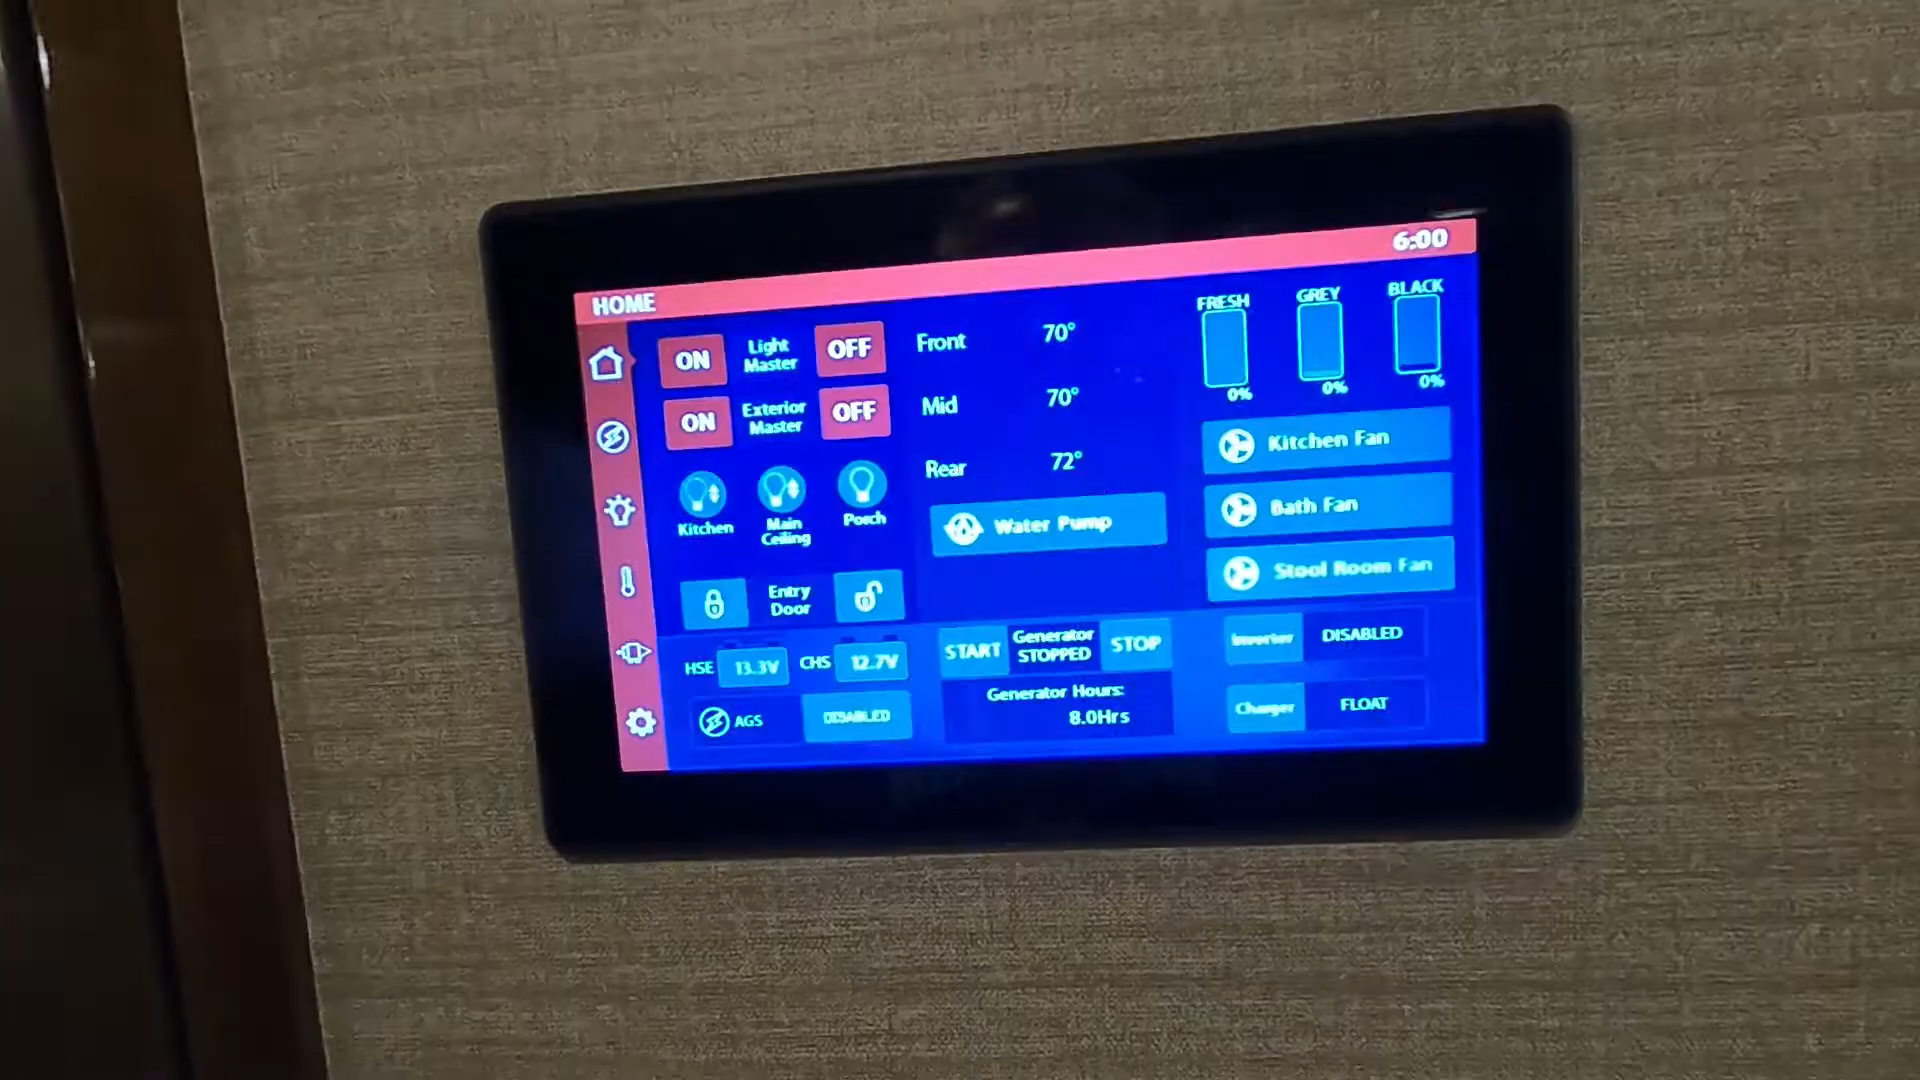 6:00
HOME
ON
Light
Master
OFF
ON
Exterior
Master
OFF
Kitchen
Main
Ceiling
Porch
Entry
Door
HSE
13.3V
CHS
12.7V
AGS
DISABLED
Front
70°
Mid
70°
Rear
72°
Water Pump
START
Generator
STOPPED
STOP
Generator Hours:
8.0Hrs
FRESH
0%
GREY
0%
BLACK
0%
Kitchen Fan
Bath Fan
Stool Room Fan
Inverter
DISABLED
Charger
FLOAT